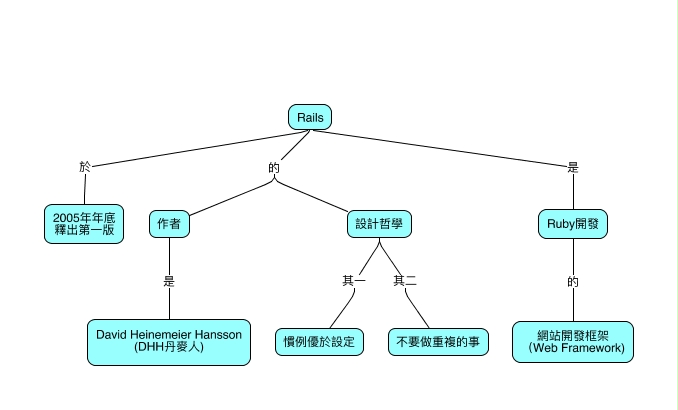 Rails
於
的
是
2005年年底
釋出第一版
作者
設計哲學
Ruby開發
是
其一
其二
的
David Heinemeier Hansson
(DHH丹麥人)
慣例優於設定
不要做重複的事
網站開發框架
（Web Framework)